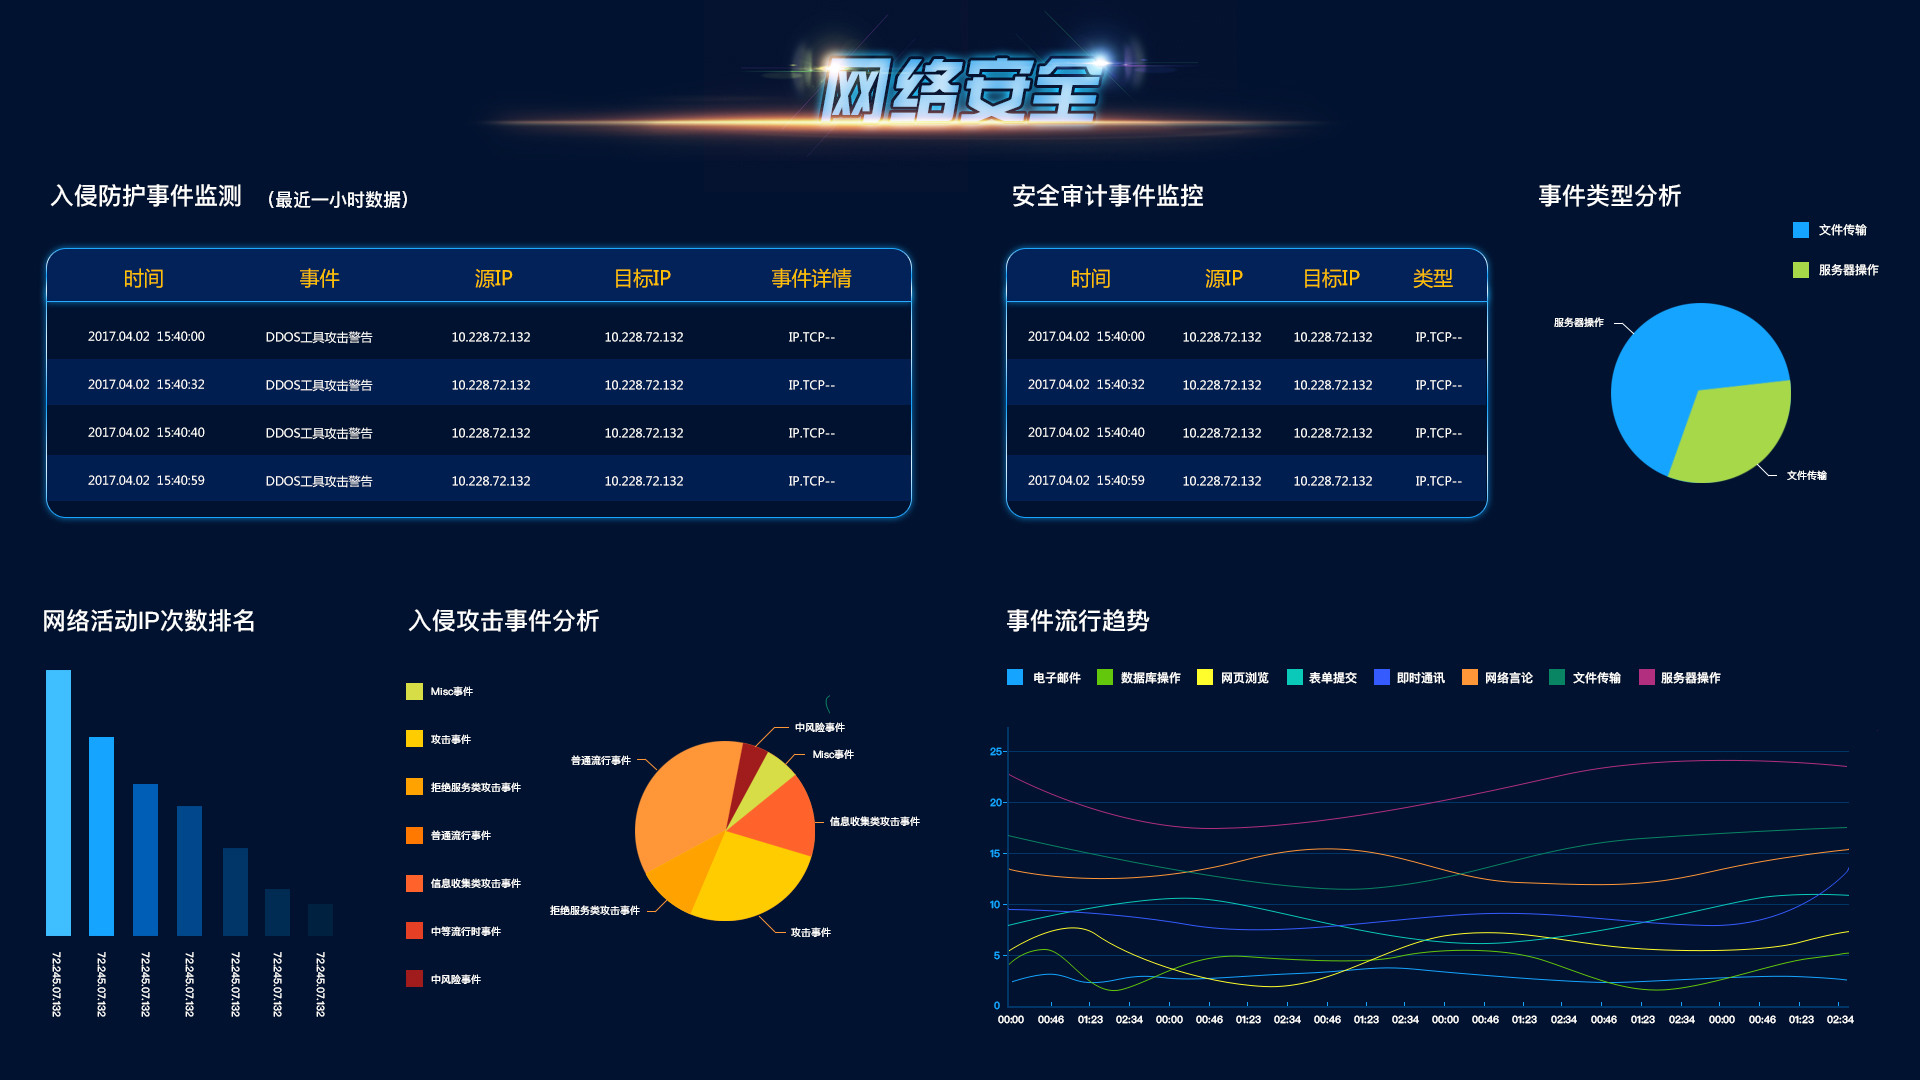 网络安全
入侵防护事件监测 （最近一小时数据）
时间 事件 源IP 目标IP 事件详情
2017.04.02 15:40:00 DDOS工具攻击警告 10.228.72.132 10.228.72.132 IP.TCP--
2017.04.02 15:40:32 DDOS工具攻击警告 10.228.72.132 10.228.72.132 IP.TCP--
2017.04.02 15:40:40 DDOS工具攻击警告 10.228.72.132 10.228.72.132 IP.TCP--
2017.04.02 15:40:59 DDOS工具攻击警告 10.228.72.132 10.228.72.132 IP.TCP--
安全审计事件监控
时间 源IP 目标IP 类型
2017.04.02 15:40:00 10.228.72.132 10.228.72.132 IP.TCP--
2017.04.02 15:40:32 10.228.72.132 10.228.72.132 IP.TCP--
2017.04.02 15:40:40 10.228.72.132 10.228.72.132 IP.TCP--
2017.04.02 15:40:59 10.228.72.132 10.228.72.132 IP.TCP--
事件类型分析
文件传输
服务器操作
服务器操作
文件传输
网络活动IP次数排名
72.245.07.132
72.245.07.132
72.245.07.132
72.245.07.132
72.245.07.132
72.245.07.132
72.245.07.132
入侵攻击事件分析
Misc事件
攻击事件
拒绝服务类攻击事件
普通流行事件
信息收集类攻击事件
中等流行时事件
中风险事件
中风险事件
Misc事件
普通流行事件
信息收集类攻击事件
拒绝服务类攻击事件
攻击事件
事件流行趋势
电子邮件 数据库操作 网页浏览 表单提交 即时通讯 网络言论 文件传输 服务器操作
25
20
15
10
5
0
00:00 00:46 01:23 02:34 00:00 00:46 01:23 02:34 00:46 01:23 02:34 00:00 00:46 01:23 02:34 00:46 01:23 02:34 00:00 00:46 01:23 02:34